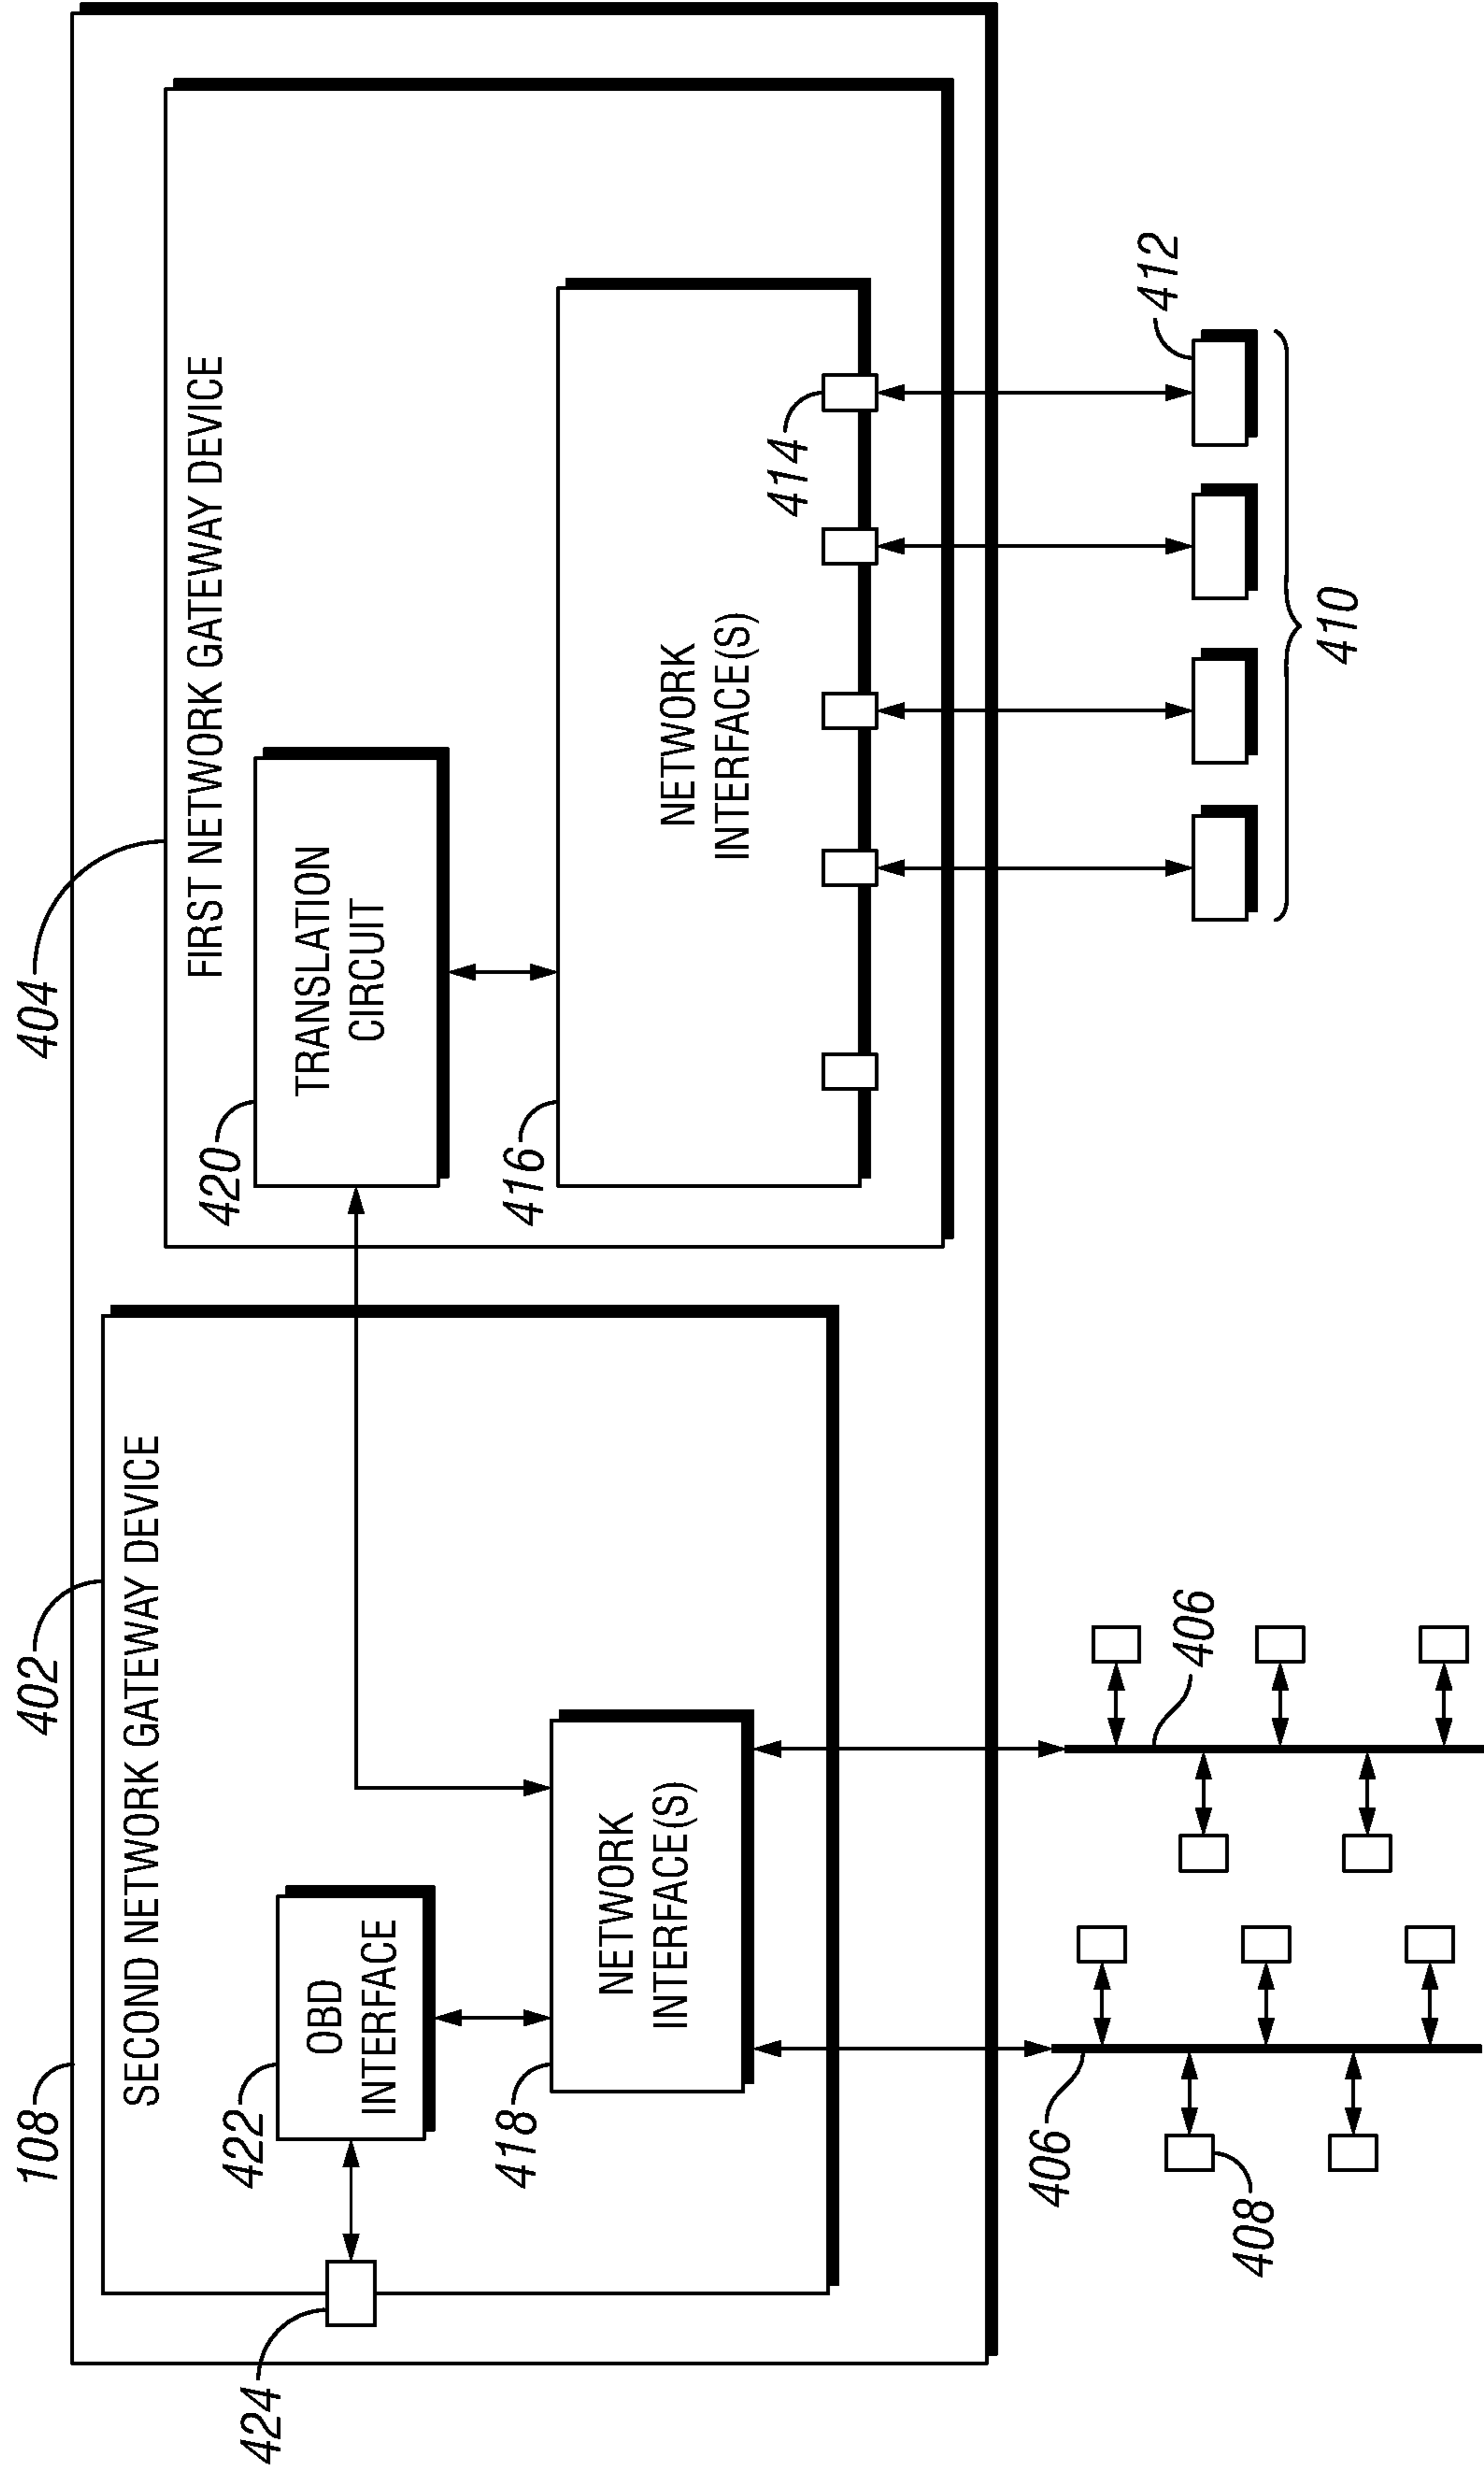 108
402
404
SECOND NETWORK GATEWAY DEVICE
FIRST NETWORK GATEWAY DEVICE
424
422
OBD
INTERFACE
420
TRANSLATION
CIRCUIT
418
NETWORK
INTERFACE(S)
416
NETWORK
INTERFACE(S)
414
406
408
406
412
410